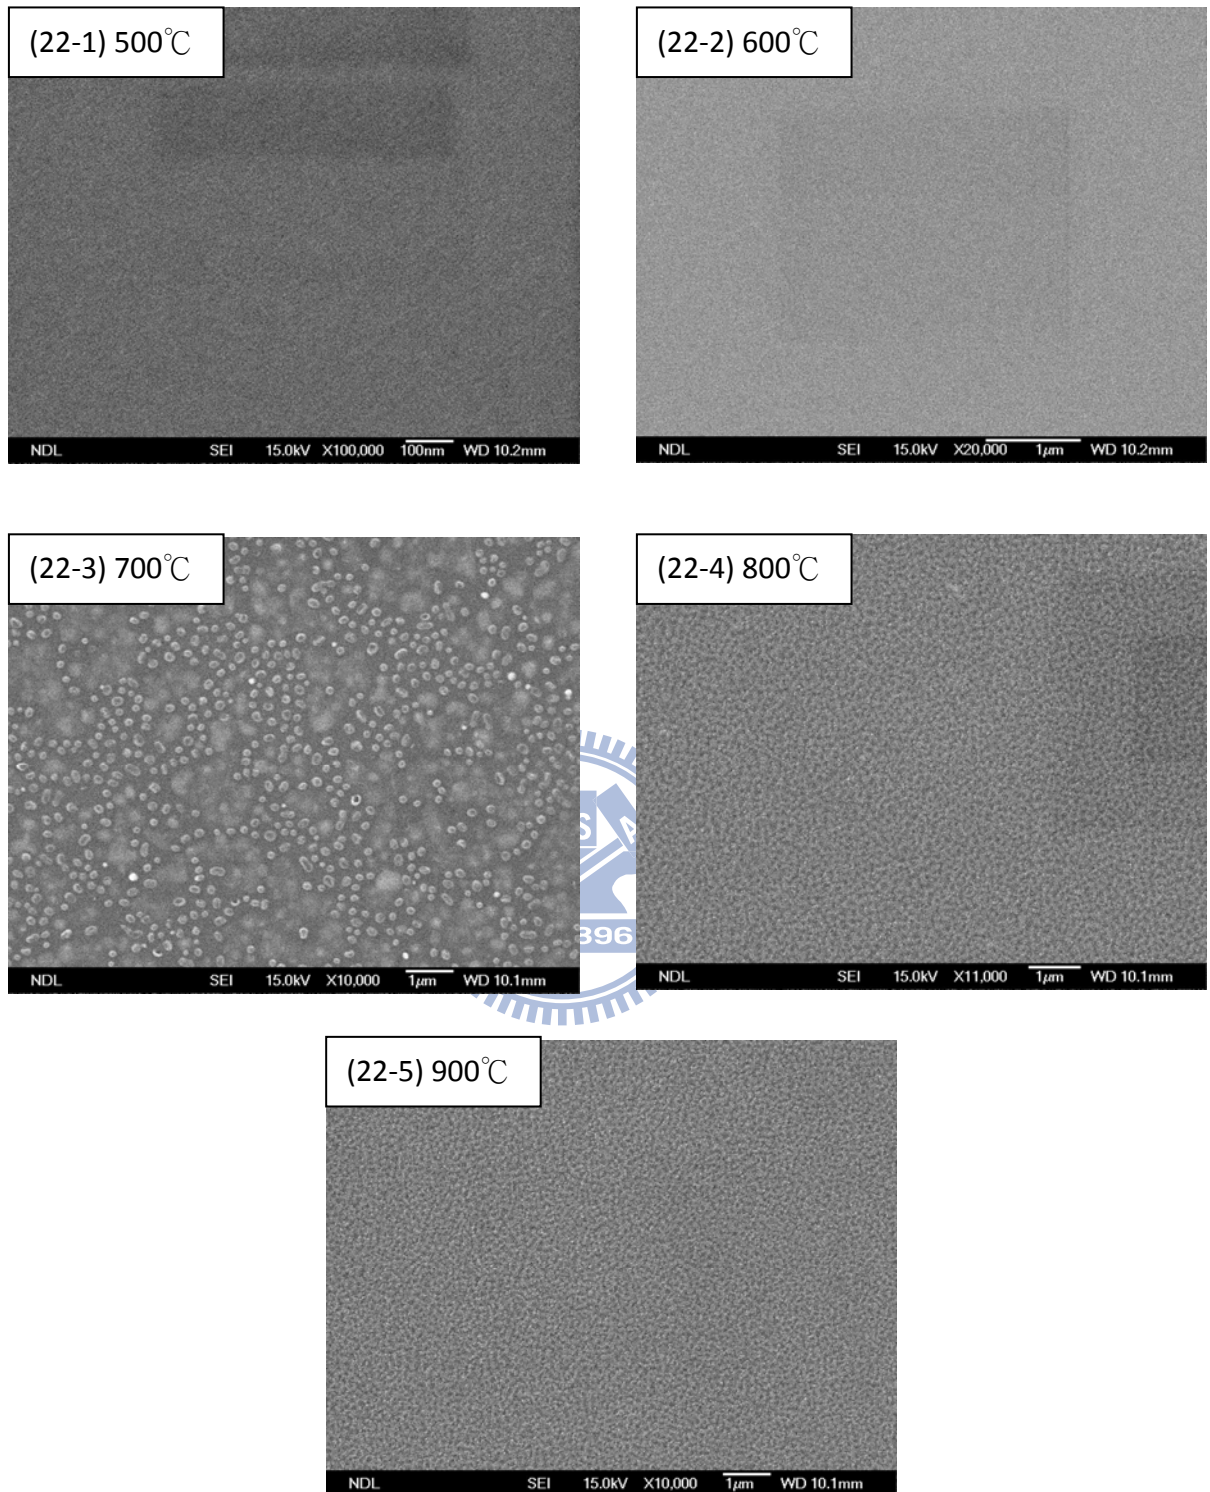 (22-1) 500℃
NDL SEI 15.0kV X100,000 100nm WD 10.2mm
(22-2) 600℃
NDL SEI 15.0kV X20,000 1μm WD 10.2mm
(22-3) 700℃
NDL SEI 15.0kV X10,000 1μm WD 10.1mm
(22-4) 800℃
NDL SEI 15.0kV X11,000 1μm WD 10.1mm
S A
896
(22-5) 900℃
NDL SEI 15.0kV X10,000 1μm WD 10.1mm